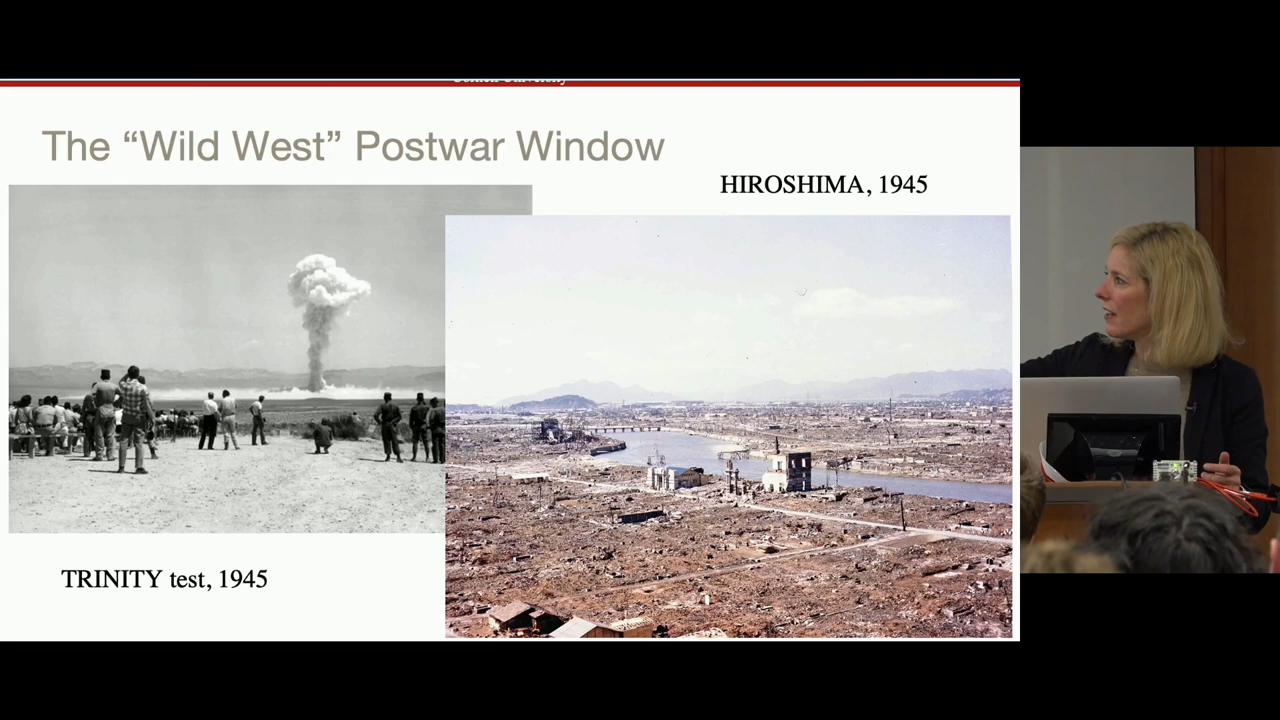 The “Wild West” Postwar Window
HIROSHIMA, 1945
TRINITY test, 1945